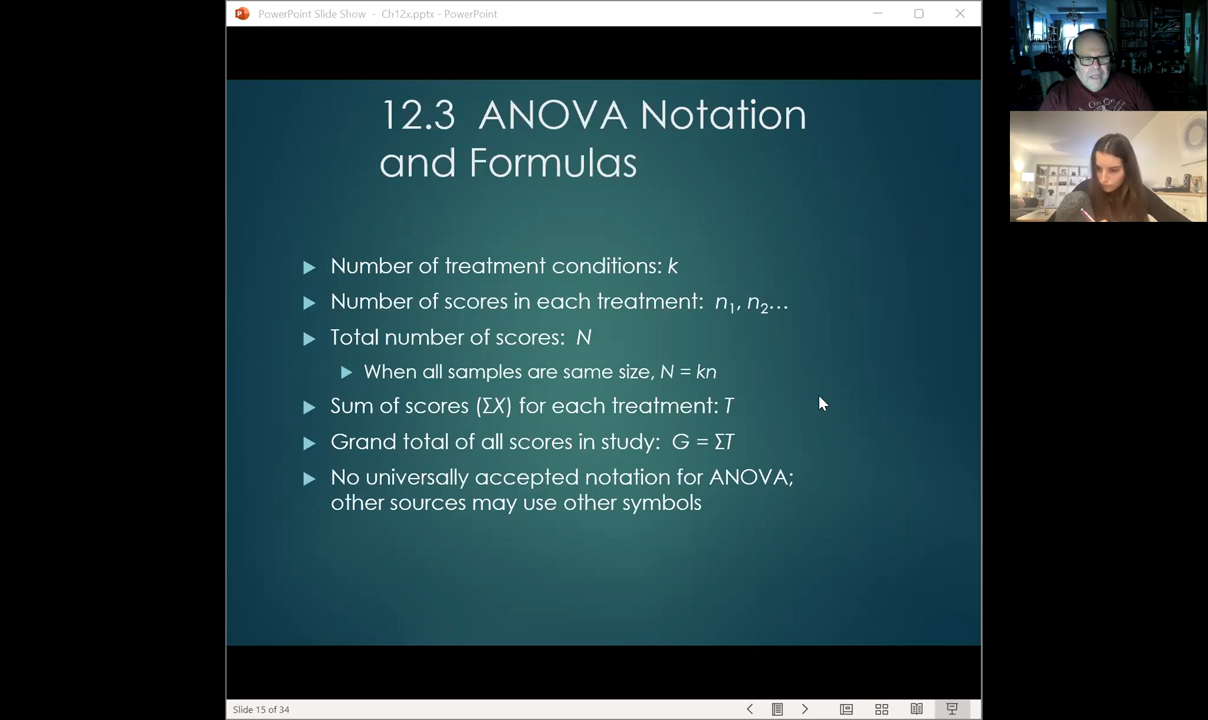 PowerPoint Slide Show - Ch12x.pptx - PowerPoint
12.3 ANOVA Notation
and Formulas
Number of treatment conditions: k
Number of scores in each treatment: n₁, n₂…
Total number of scores: N
When all samples are same size, N = kn
Sum of scores (ΣX) for each treatment: T
Grand total of all scores in study: G = ΣT
No universally accepted notation for ANOVA;
other sources may use other symbols
Slide 15 of 34